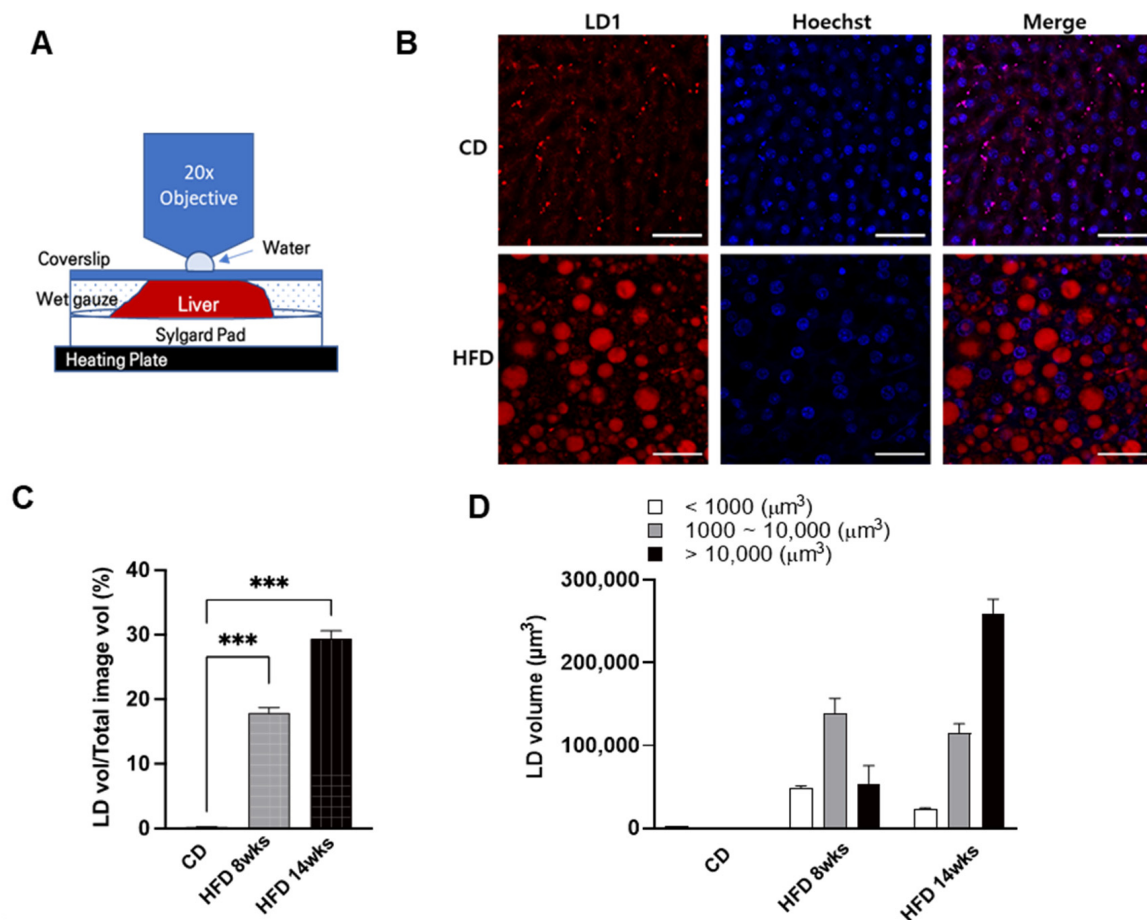 A
20x
Objective
Water
Coverslip
Wet gauze
Liver
Sylgard Pad
Heating Plate
B
LD1
Hoechst
Merge
CD
HFD
C
LD vol/Total image vol (%)
40
30
20
10
0
***
***
CD
HFD 8wks
HFD 14wks
D
< 1000 (μm³)
1000 ~ 10,000 (μm³)
> 10,000 (μm³)
LD volume (μm³)
300,000
200,000
100,000
0
CD
HFD 8wks
HFD 14wks